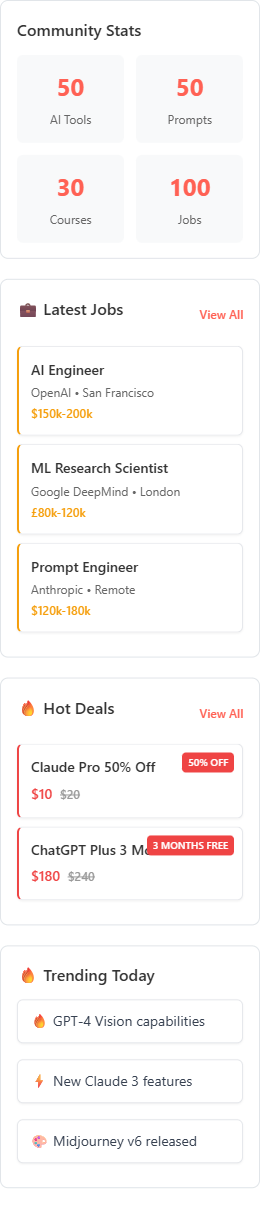 Community Stats
50
AI Tools
50
Prompts
30
Courses
100
Jobs
Latest Jobs
View All
AI Engineer
OpenAI • San Francisco
$150k-200k
ML Research Scientist
Google DeepMind • London
£80k-120k
Prompt Engineer
Anthropic • Remote
$120k-180k
Hot Deals
View All
Claude Pro 50% Off
50% OFF
$10 $20
ChatGPT Plus 3
3 MONTHS FREE
$180 $240
Trending Today
GPT-4 Vision capabilities
New Claude 3 features
Midjourney v6 released